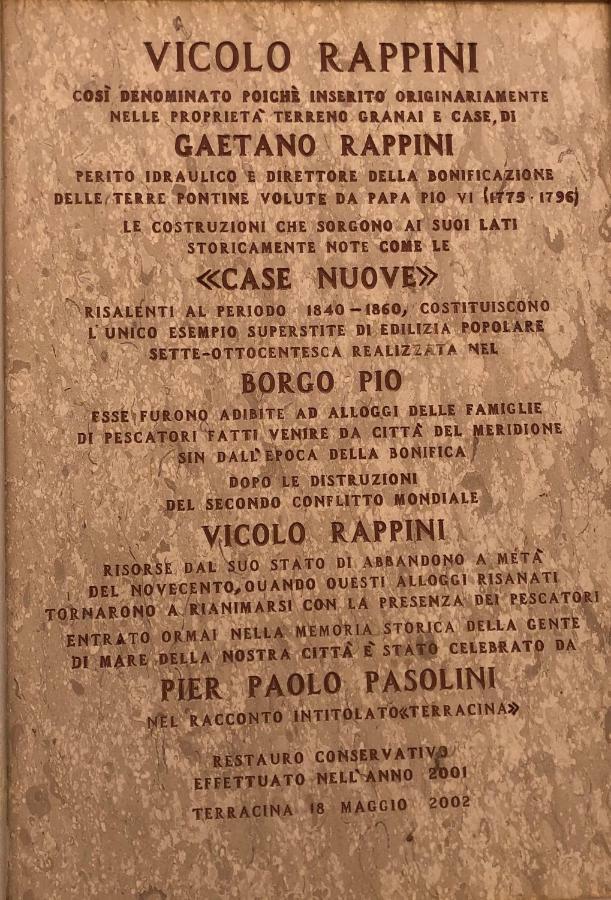 VICOLO RAPPINI
COSÌ DENOMINATO POICHÈ INSERITO ORIGINARIAMENTE
NELLE PROPRIETÀ TERRENO GRANAI E CASE, DI
GAETANO RAPPINI
PERITO IDRAULICO E DIRETTORE DELLA BONIFICAZIONE
DELLE TERRE PONTINE VOLUTE DA PAPA PIO VI (1775 - 1796)
LE COSTRUZIONI CHE SORGONO AI SUOI LATI
STORICAMENTE NOTE COME LE
«CASE NUOVE»
RISALENTI AL PERIODO 1840-1860, COSTITUISCONO
L'UNICO ESEMPIO SUPERSTITE DI EDILIZIA POPOLARE
SETTE-OTTOCENTESCA REALIZZATA NEL
BORGO PIO
ESSE FURONO ADIBITE AD ALLOGGI DELLE FAMIGLIE
DI PESCATORI FATTI VENIRE DA CITTÀ DEL MERIDIONE
SIN DALL'EPOCA DELLA BONIFICA
DOPO LE DISTRUZIONI
DEL SECONDO CONFLITTO MONDIALE
VICOLO RAPPINI
RISORSE DAL SUO STATO DI ABBANDONO A METÀ
DEL NOVECENTO, QUANDO QUESTI ALLOGGI RISANATI
TORNARONO A RIANIMARSI CON LA PRESENZA DEI PESCATORI
ENTRATO ORMAI NELLA MEMORIA STORICA DELLA GENTE
DI MARE DELLA NOSTRA CITTÀ È STATO CELEBRATO DA
PIER PAOLO PASOLINI
NEL RACCONTO INTITOLATO«TERRACINA»
RESTAURO CONSERVATIVO
EFFETTUATO NELL'ANNO 2001
TERRACINA 18 MAGGIO 2002